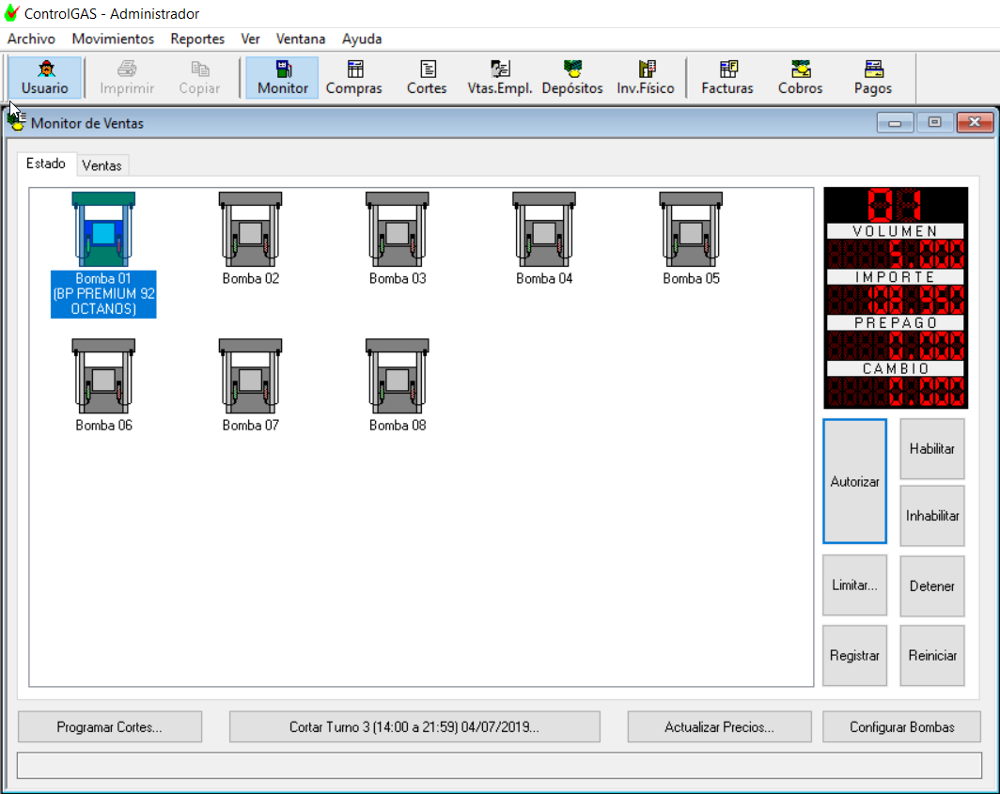 ControlGAS - Administrador
Archivo Movimientos Reportes Ver Ventana Ayuda
Usuario Imprimir Copiar Monitor Compras Cortes Vtas.Empl. Depósitos Inv.Físico Facturas Cobros Pagos
Monitor de Ventas
Estado Ventas
Bomba 01
(BP PREMIUM 92
OCTANOS)
Bomba 02
Bomba 03
Bomba 04
Bomba 05
Bomba 06
Bomba 07
Bomba 08
01
VOLUMEN
5.000
IMPORTE
108.950
PREPAGO
0.000
CAMBIO
0.000
Autorizar
Habilitar
Inhabilitar
Limitar...
Detener
Registrar
Reiniciar
Programar Cortes...
Cortar Turno 3 (14:00 a 21:59) 04/07/2019...
Actualizar Precios...
Configurar Bombas